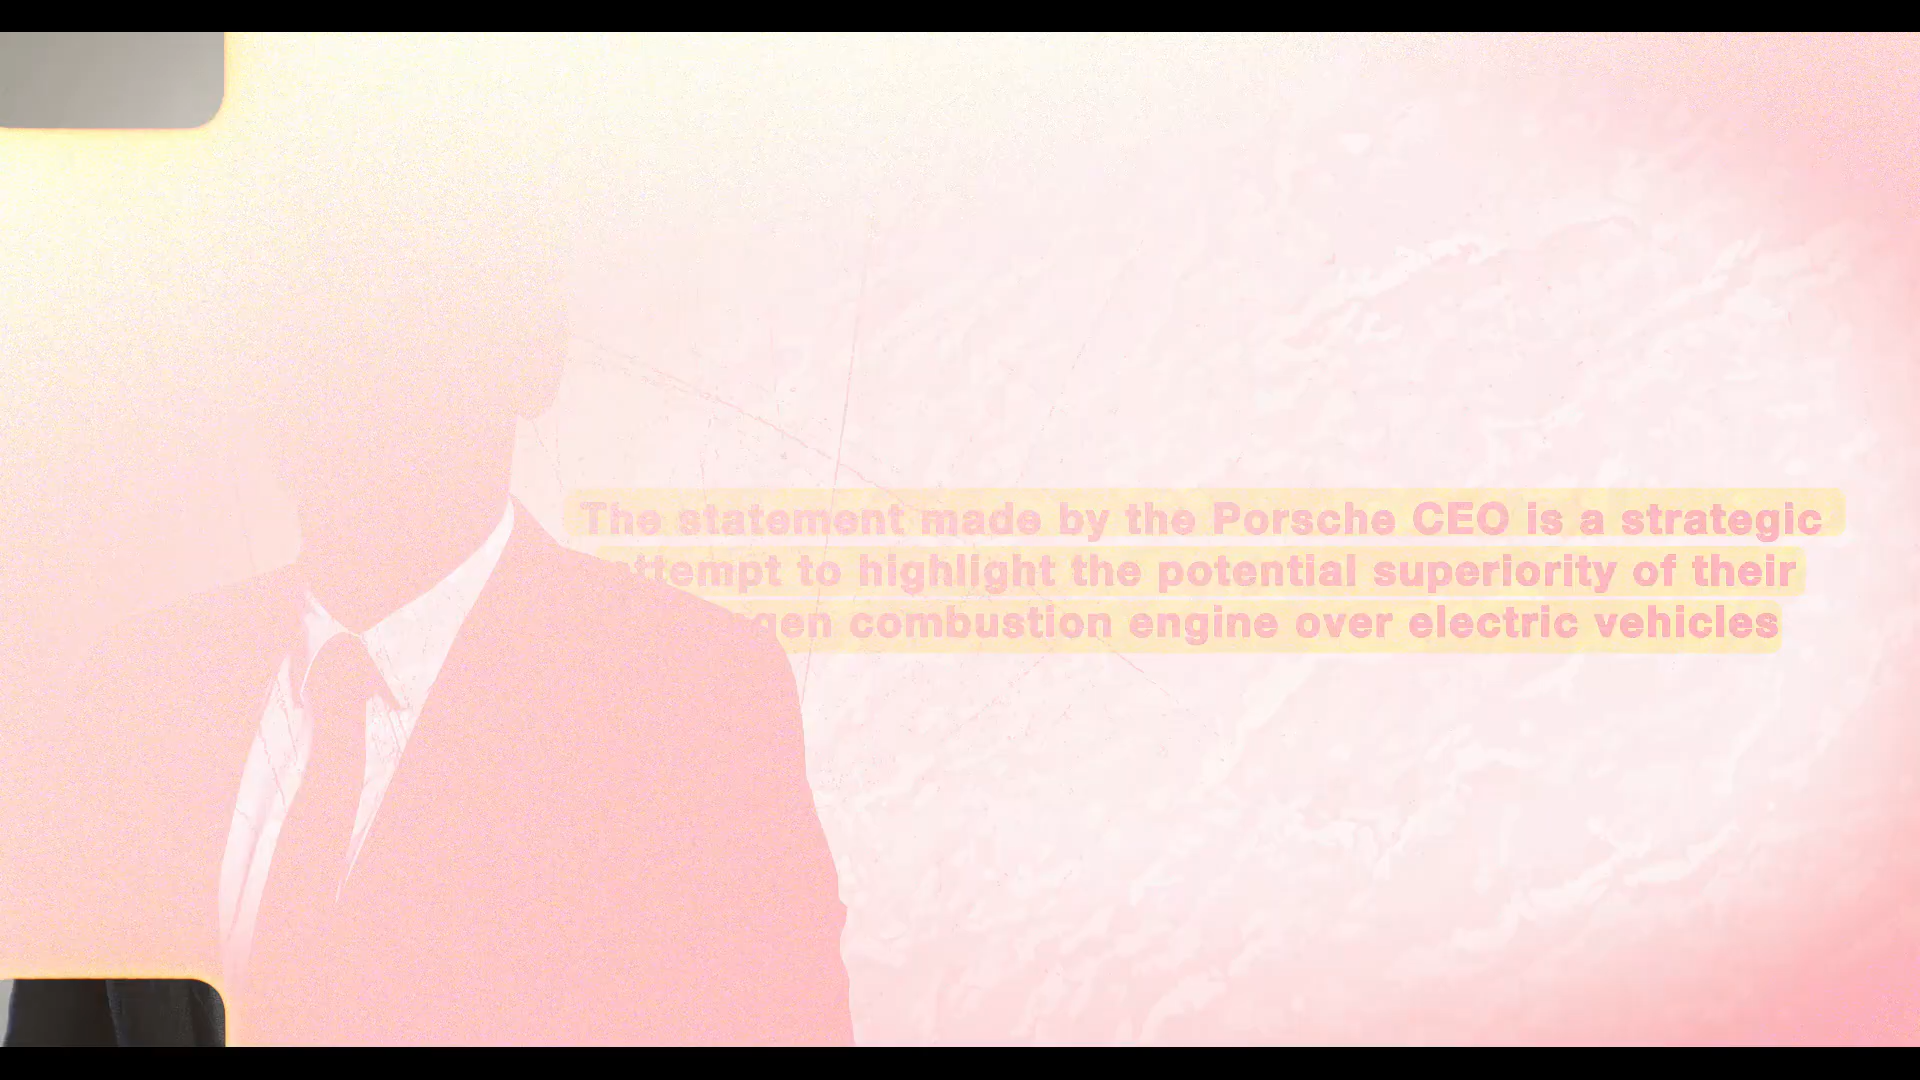 The statement made by the Porsche CEO is a strategic
ttempt to highlight the potential superiority of their
gen combustion engine over electric vehicles